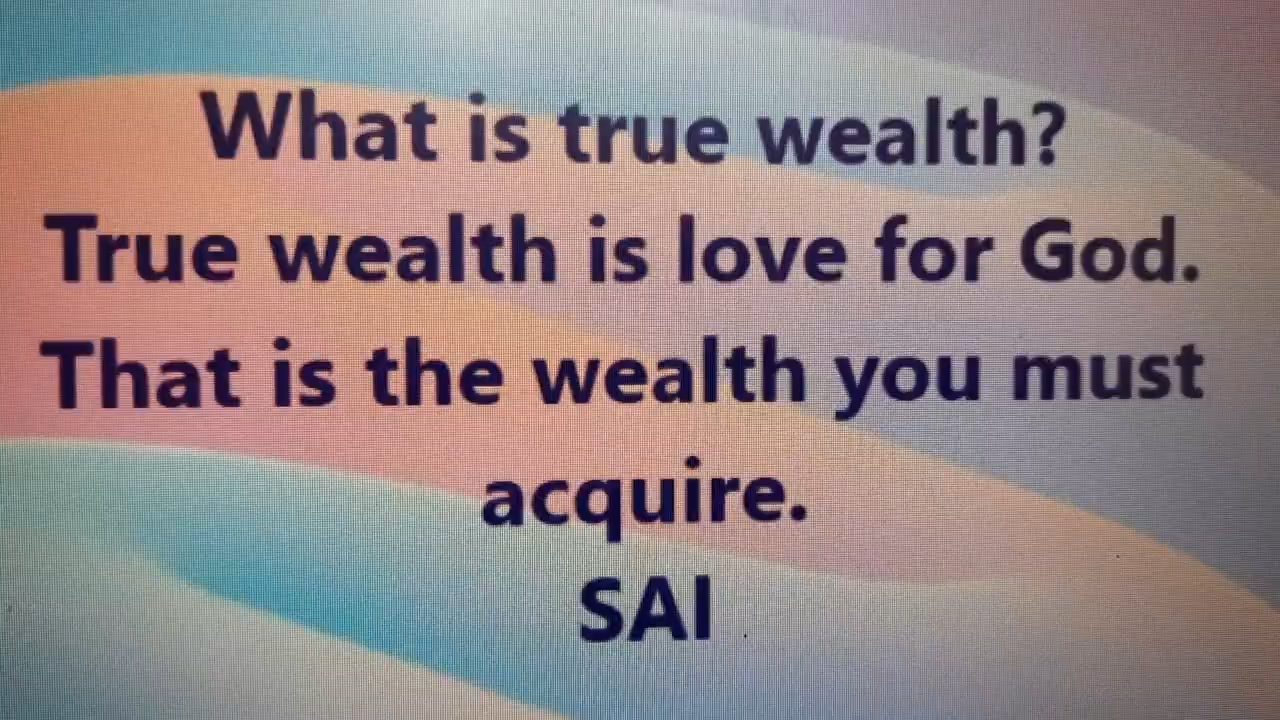 What is true wealth?
True wealth is love for God.
That is the wealth you must
acquire.
SAI